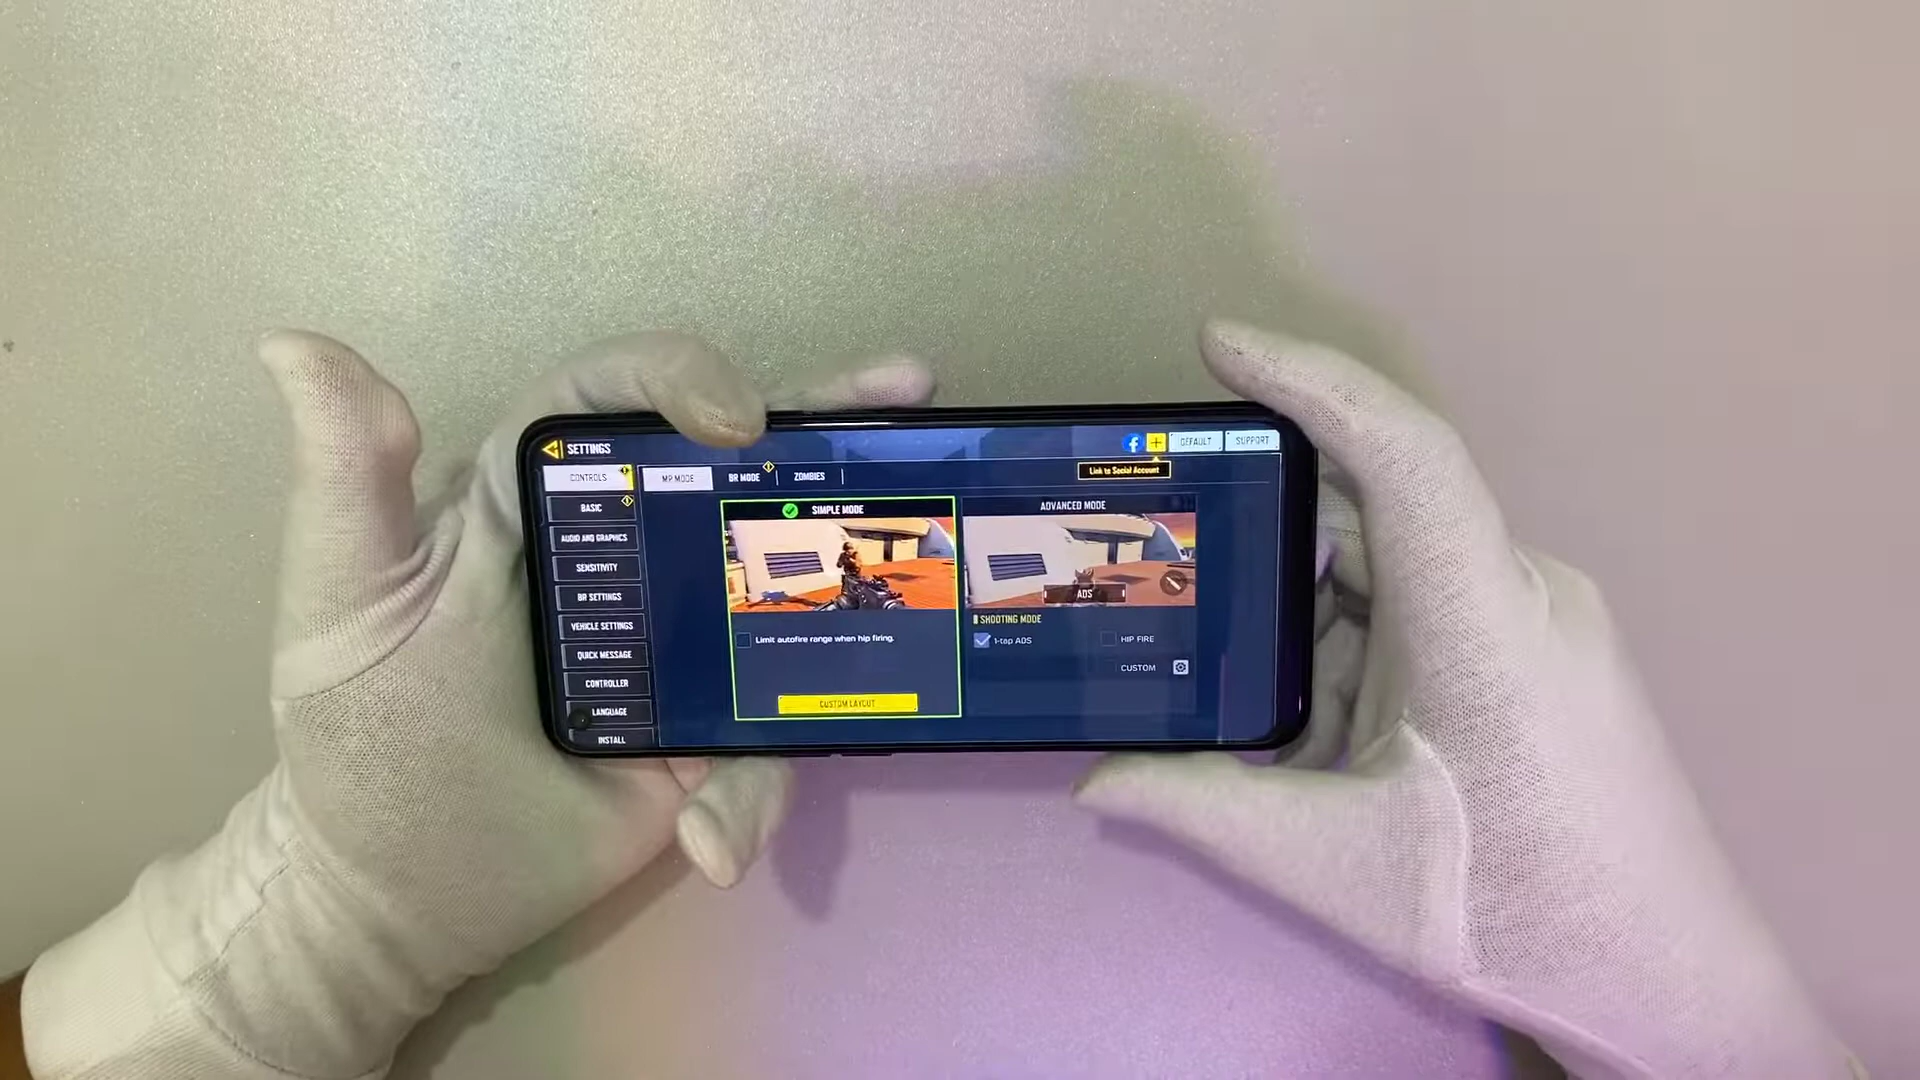 SETTINGS
DEFAULT
SUPPORT
CONTROLS
MP MODE
BR MODE
ZOMBIES
Link to Social Account
BASIC
AUDIO AND GRAPHICS
SENSITIVITY
BR SETTINGS
VEHICLE SETTINGS
QUICK MESSAGE
CONTROLLER
LANGUAGE
INSTALL
SIMPLE MODE
Limit autofire range when hip firing.
CUSTOM LAYOUT
ADVANCED MODE
ADS
SHOOTING MODE
1-tap ADS
HIP FIRE
CUSTOM